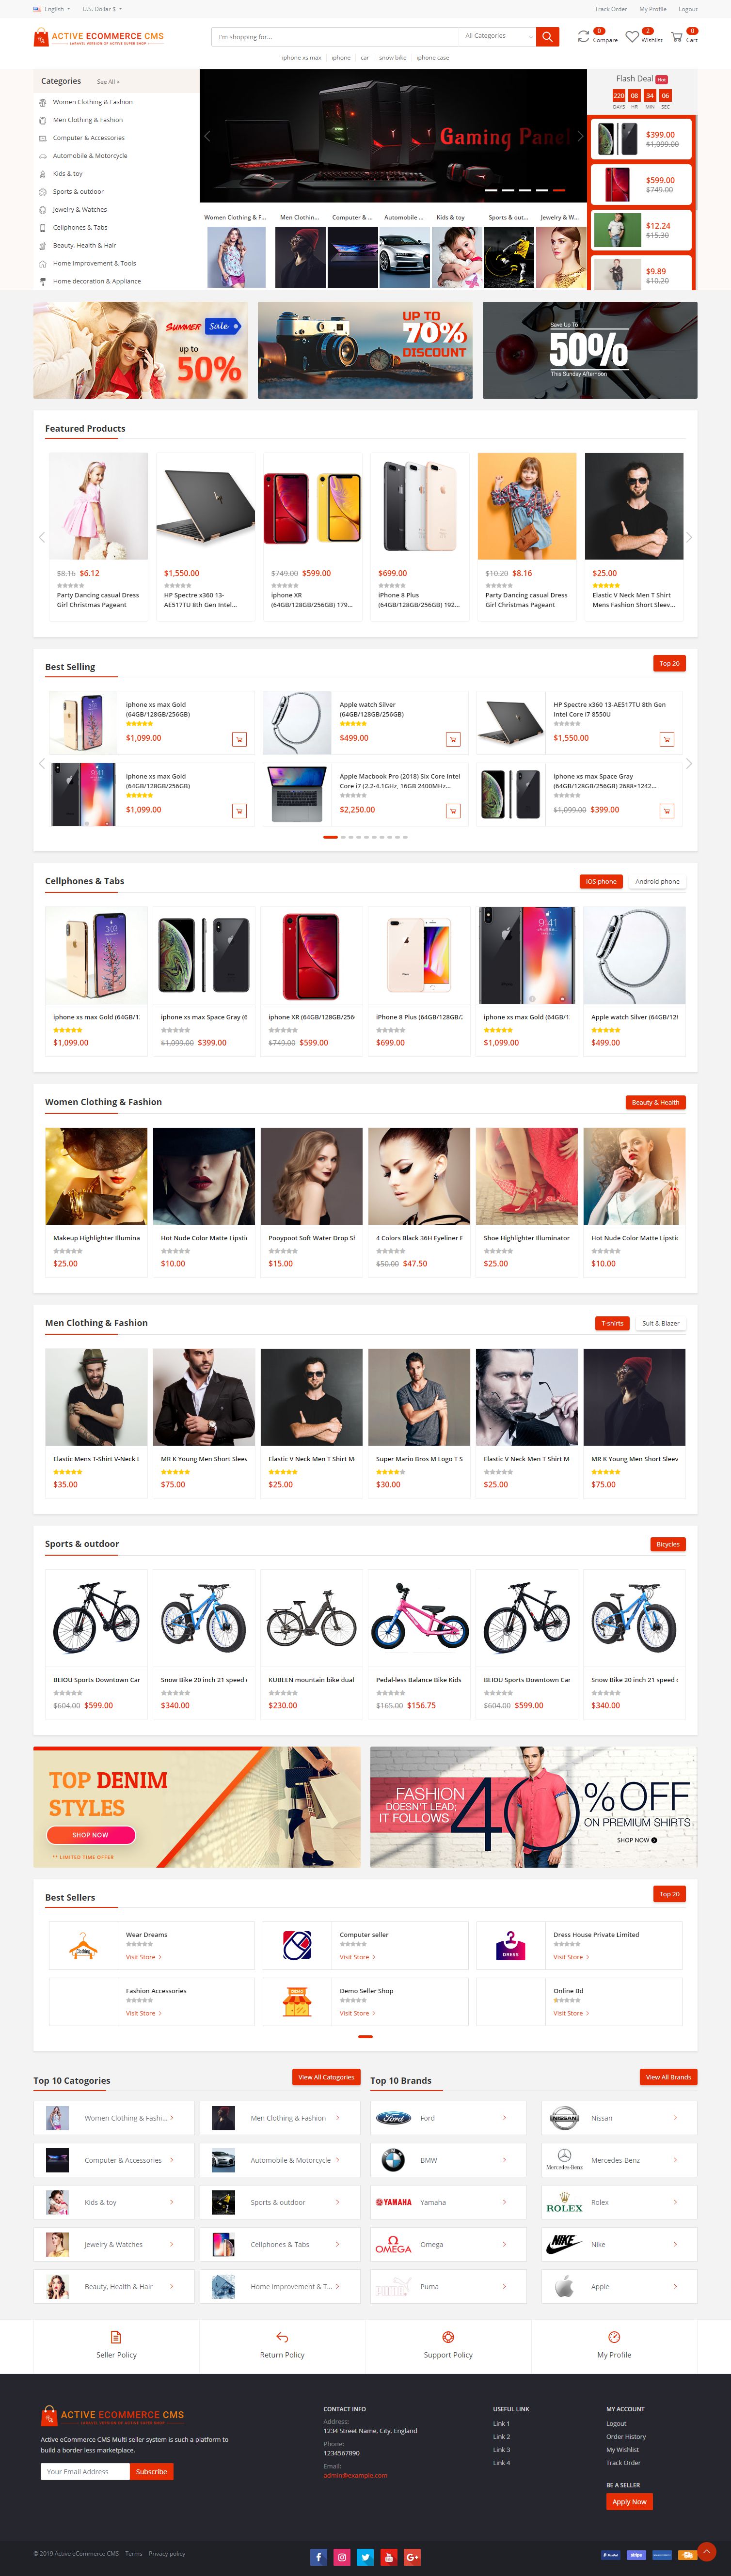 English
U.S. Dollar $
Track Order
My Profile
Logout
ACTIVE ECOMMERCE CMS
LARAVEL VERSION OF ACTIVE SUPER SHOP
I'm shopping for...
All Categories
0
Compare
2
Wishlist
0
Cart
iphone xs max
iphone
car
snow bike
iphone case
Categories
See All >
Women Clothing & Fashion
Men Clothing & Fashion
Computer & Accessories
Automobile & Motorcycle
Kids & toy
Sports & outdoor
Jewelry & Watches
Cellphones & Tabs
Beauty, Health & Hair
Home Improvement & Tools
Home decoration & Appliance
Gaming Panel
Women Clothing & F...
Men Clothin...
Computer & ...
Automobile ...
Kids & toy
Sports & out...
Jewelry & W...
Flash Deal Hot
220 08 34 06
DAYS HR MIN SEC
$399.00
$1,099.00
$599.00
$749.00
$12.24
$15.30
$9.89
$10.20
SUMMER Sale
up to
50%
UP TO
70%
DISCOUNT
Save Up To
50%
This Sunday Afternoon
Featured Products
$8.16 $6.12
Party Dancing casual Dress
Girl Christmas Pageant
$1,550.00
HP Spectre x360 13-
AE517TU 8th Gen Intel...
$749.00 $599.00
iphone XR
(64GB/128GB/256GB) 179...
$699.00
iPhone 8 Plus
(64GB/128GB/256GB) 192...
$10.20 $8.16
Party Dancing casual Dress
Girl Christmas Pageant
$25.00
Elastic V Neck Men T Shirt
Mens Fashion Short Sleev...
Best Selling
Top 20
iphone xs max Gold
(64GB/128GB/256GB)
$1,099.00
Apple watch Silver
(64GB/128GB/256GB)
$499.00
HP Spectre x360 13-AE517TU 8th Gen
Intel Core i7 8550U
$1,550.00
iphone xs max Gold
(64GB/128GB/256GB)
$1,099.00
Apple Macbook Pro (2018) Six Core Intel
Core i7 (2.2-4.1GHz, 16GB 2400MHz...
$2,250.00
iphone xs max Space Gray
(64GB/128GB/256GB) 2688×1242...
$1,099.00 $399.00
Cellphones & Tabs
iOS phone
Android phone
iphone xs max Gold (64GB/1
$1,099.00
iphone xs max Space Gray (6
$1,099.00 $399.00
iphone XR (64GB/128GB/256
$749.00 $599.00
iPhone 8 Plus (64GB/128GB/2
$699.00
iphone xs max Gold (64GB/1
$1,099.00
Apple watch Silver (64GB/12
$499.00
Women Clothing & Fashion
Beauty & Health
Makeup Highlighter Illumina
$25.00
Hot Nude Color Matte Lipstic
$10.00
Pooypoot Soft Water Drop Sl
$15.00
4 Colors Black 36H Eyeliner P
$50.00 $47.50
Shoe Highlighter Illuminator
$25.00
Hot Nude Color Matte Lipstic
$10.00
Men Clothing & Fashion
T-shirts
Suit & Blazer
Elastic Mens T-Shirt V-Neck L
$35.00
MR K Young Men Short Sleev
$75.00
Elastic V Neck Men T Shirt M
$25.00
Super Mario Bros M Logo T S
$30.00
Elastic V Neck Men T Shirt M
$25.00
MR K Young Men Short Sleev
$75.00
Sports & outdoor
Bicycles
BEIOU Sports Downtown Car
$604.00 $599.00
Snow Bike 20 inch 21 speed
$340.00
KUBEEN mountain bike dual
$230.00
Pedal-less Balance Bike Kids
$165.00 $156.75
BEIOU Sports Downtown Car
$604.00 $599.00
Snow Bike 20 inch 21 speed
$340.00
TOP DENIM
STYLES
SHOP NOW
** LIMITED TIME OFFER
FASHION
DOESN'T LEAD;
IT FOLLOWS
40% OFF
ON PREMIUM SHIRTS
SHOP NOW
Best Sellers
Top 20
Wear Dreams
Visit Store
Computer seller
Visit Store
DRESS
Dress House Private Limited
Visit Store
Fashion Accessories
Visit Store
DEMO
Demo Seller Shop
Visit Store
Online Bd
Visit Store
Top 10 Catogories
View All Catogories
Top 10 Brands
View All Brands
Women Clothing & Fashi...
Men Clothing & Fashion
Ford
Ford
NISSAN
Nissan
Computer & Accessories
Automobile & Motorcycle
BMW
Mercedes-Benz
Mercedes-Benz
Kids & toy
Sports & outdoor
YAMAHA
Yamaha
ROLEX
Rolex
Jewelry & Watches
Cellphones & Tabs
OMEGA
Omega
NIKE
Nike
Beauty, Health & Hair
Home Improvement & T...
Puma
Apple
Seller Policy
Return Policy
Support Policy
My Profile
ACTIVE ECOMMERCE CMS
LARAVEL VERSION OF ACTIVE SUPER SHOP
Active eCommerce CMS Multi seller system is such a platform to
build a border less marketplace.
Your Email Address
Subscribe
CONTACT INFO
Address:
1234 Street Name, City, England
Phone:
1234567890
Email:
admin@example.com
USEFUL LINK
Link 1
Link 2
Link 3
Link 4
MY ACCOUNT
Logout
Order History
My Wishlist
Track Order
BE A SELLER
Apply Now
© 2019 Active eCommerce CMS
Terms
Privacy policy
PayPal
stripe